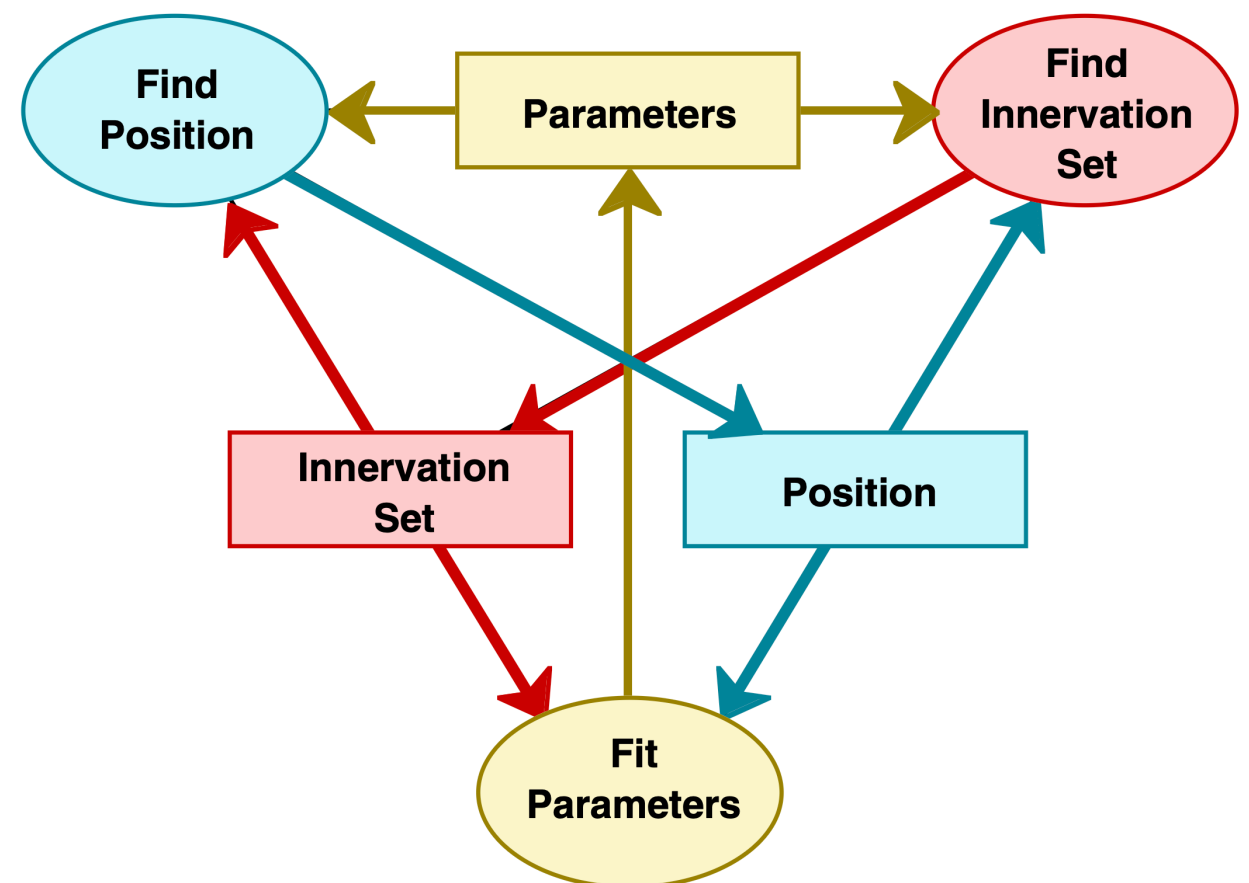 Find
Position
Parameters
Find
Innervation
Set
Innervation
Set
Position
Fit
Parameters